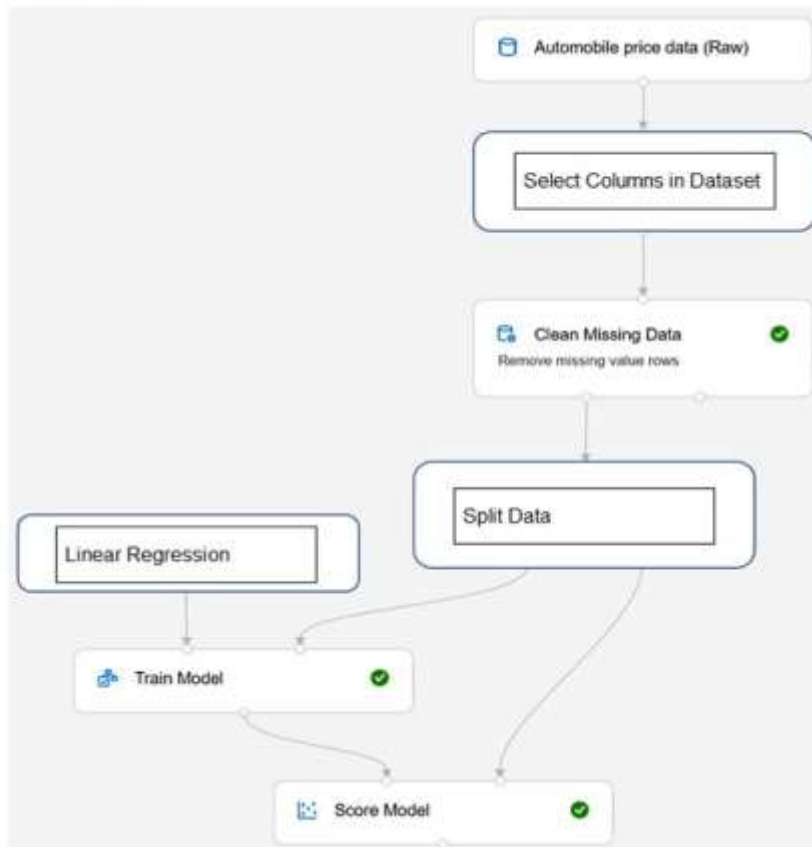 Automobile price data (Raw)
Select Columns in Dataset
Clean Missing Data
Remove missing value rows
Split Data
Linear Regression
Train Model
Score Model